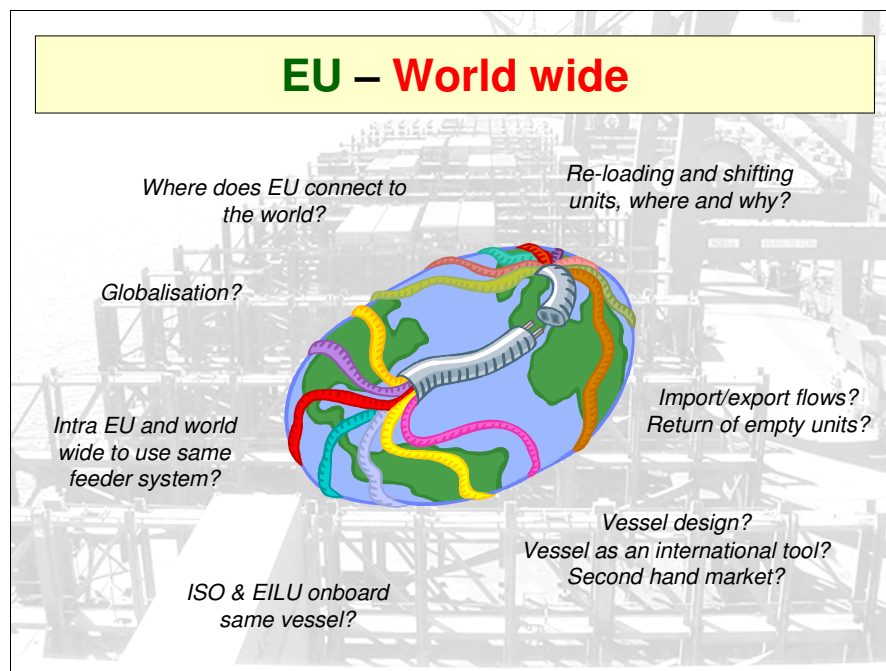 EU – World wide
Where does EU connect to
the world?
Re-loading and shifting
units, where and why?
Globalisation?
Import/export flows?
Return of empty units?
Intra EU and world
wide to use same
feeder system?
Vessel design?
Vessel as an international tool?
Second hand market?
ISO & EILU onboard
same vessel?